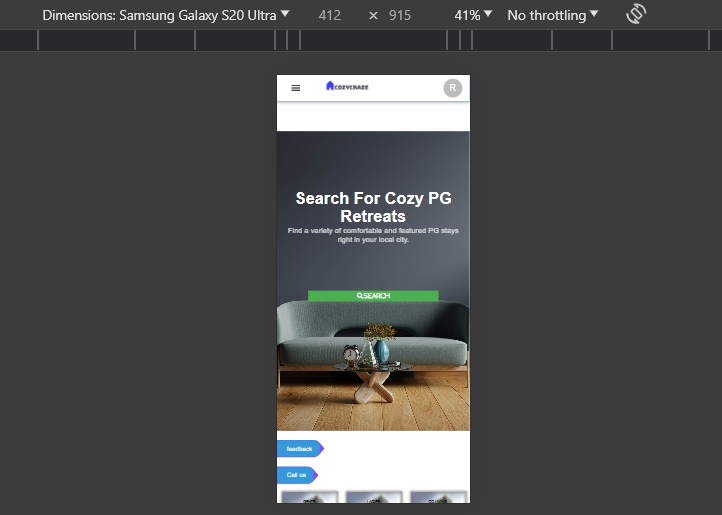 Dimensions: Samsung Galaxy S20 Ultra 412 × 915 41% No throttling
COZYCRAZE R
Search For Cozy PG
Retreats
Find a variety of comfortable and featured PG stays
right in your local city.
SEARCH
feedback
Call us